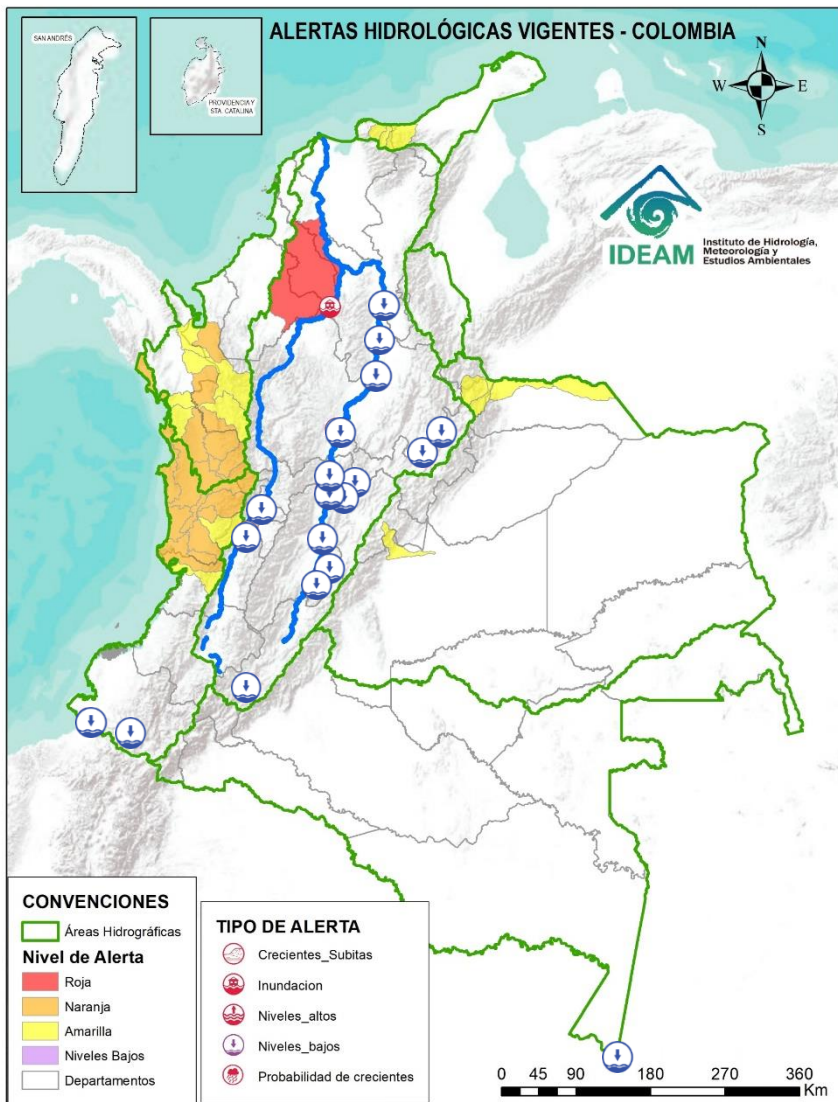 SAN ANDRÉS
PROVIDENCIA Y
STA. CATALINA
ALERTAS HIDROLÓGICAS VIGENTES - COLOMBIA
N
W
E
S
IDEAM
Instituto de Hidrología,
Meteorología y
Estudios Ambientales
CONVENCIONES
Áreas Hidrográficas
Nivel de Alerta
Roja
Naranja
Amarilla
Niveles Bajos
Departamentos
TIPO DE ALERTA
Crecientes_Subitas
Inundacion
Niveles_altos
Niveles_bajos
Probabilidad de crecientes
0 45 90 180 270 360
Km